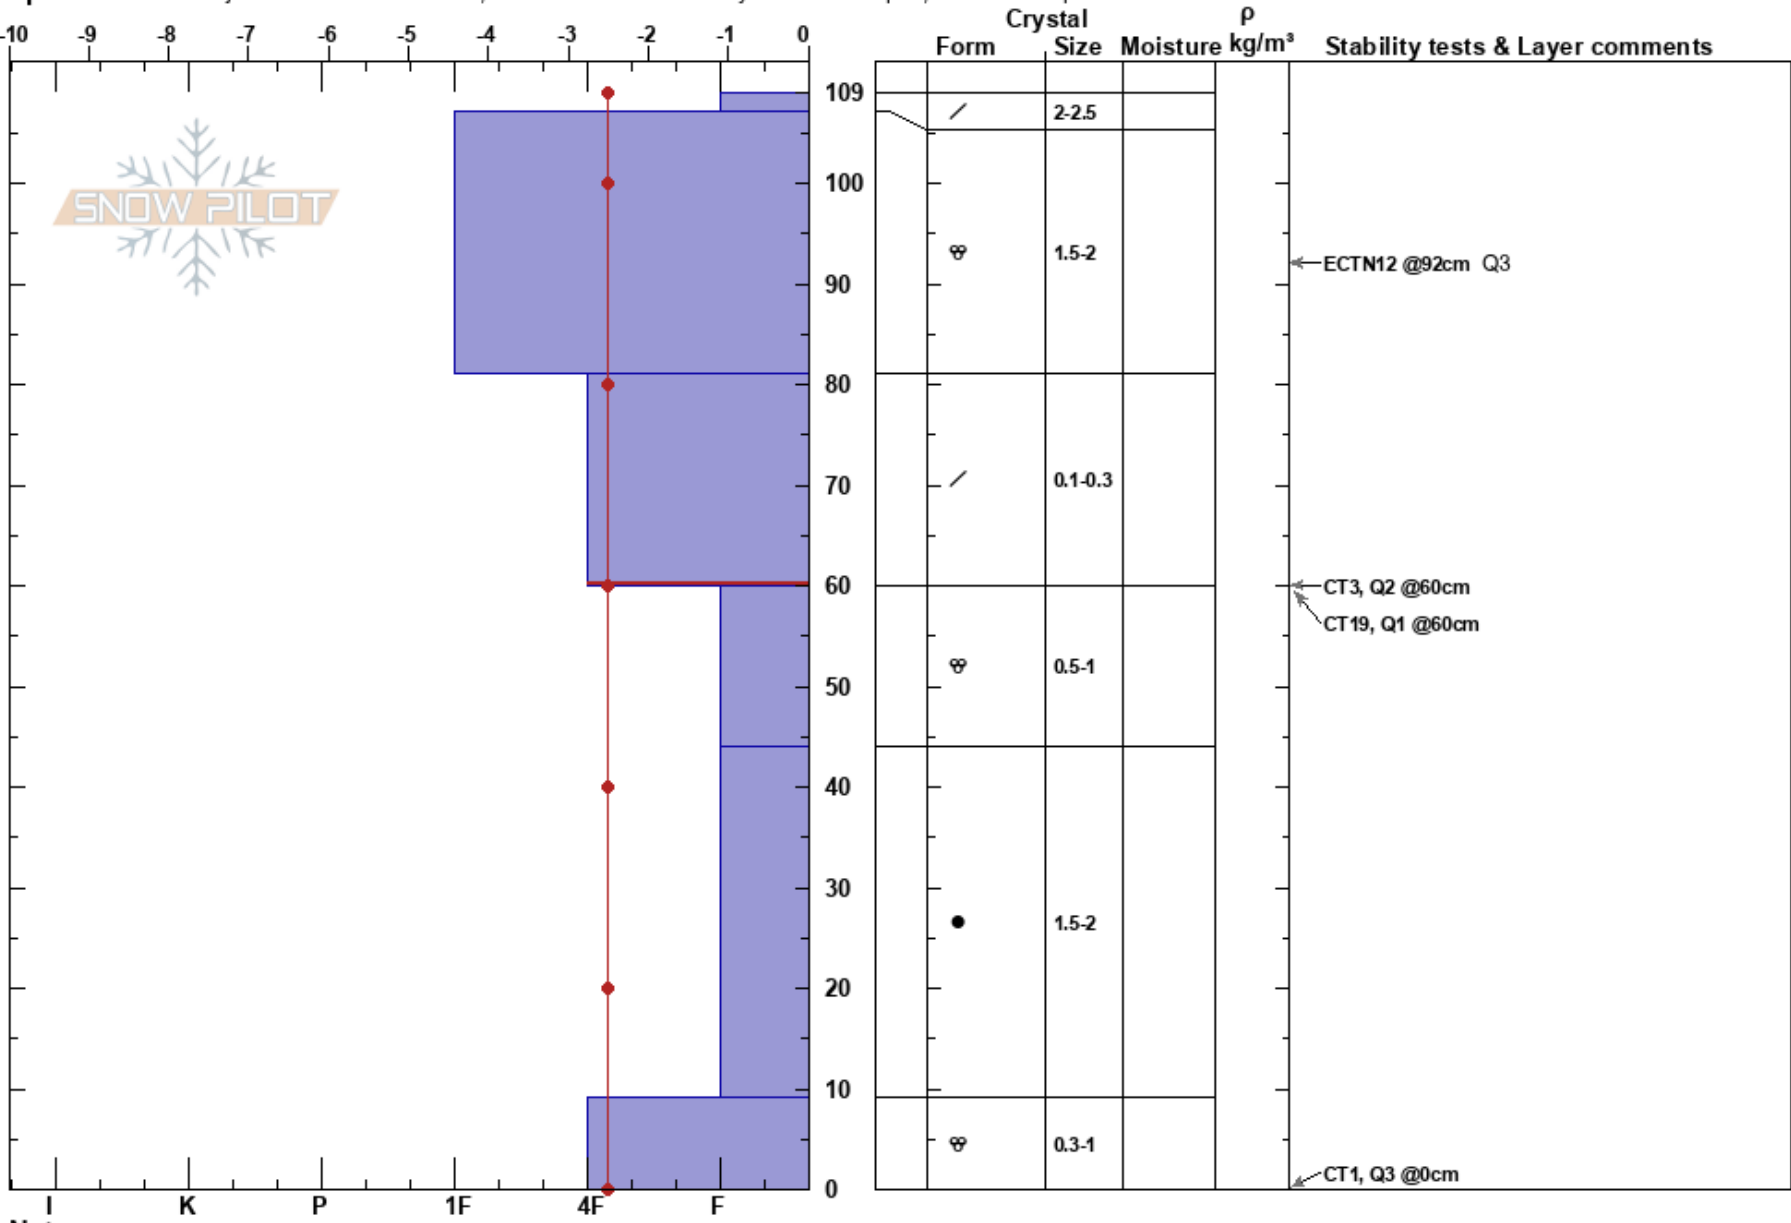 Crystal ρ
-10 -9 -8 -7 -6 -5 -4 -3 -2 -1 0
Form Size Moisture kg/m³ Stability tests & Layer comments
109
2-2.5
SNOW PILOT
100
1.5-2
ECTN12 @92cm Q3
90
80
70
0.1-0.3
60
CT3, Q2 @60cm
CT19, Q1 @60cm
0.5-1
50
40
30
1.5-2
20
10
0.3-1
CT1, Q3 @0cm
0
I K P 1F 4F F